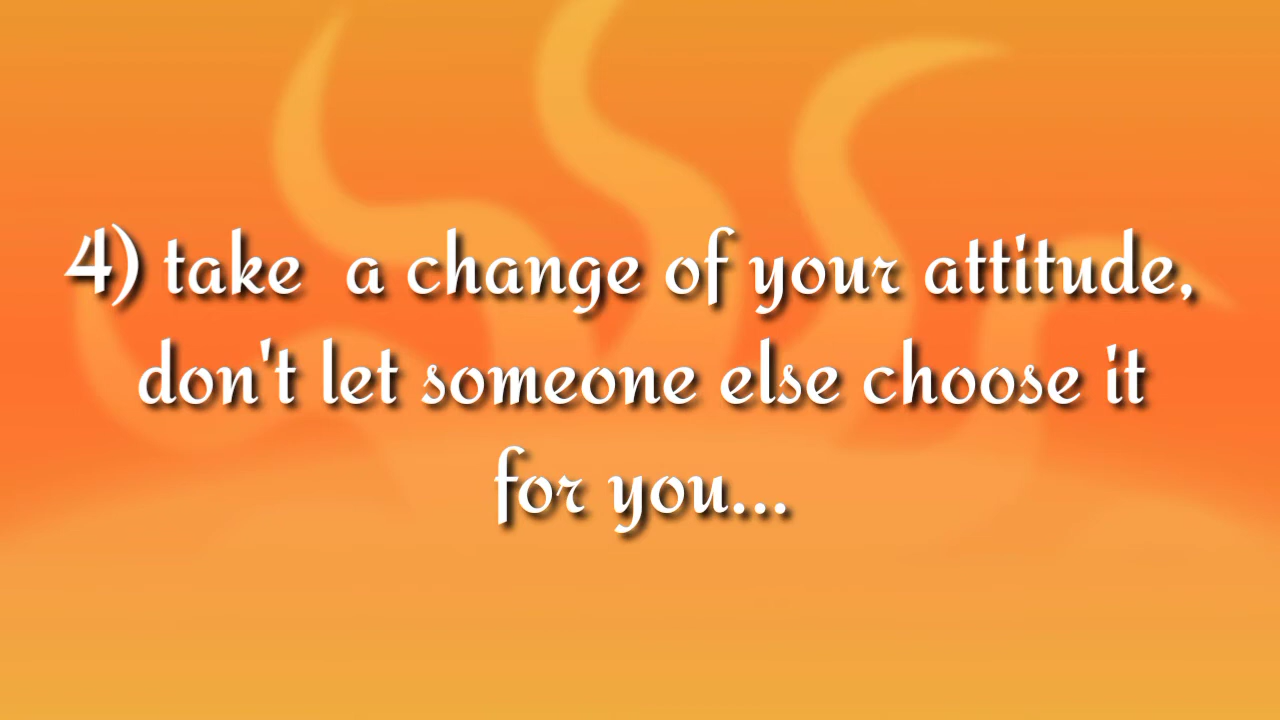 4) take  a change of your attitude,
don't let someone else choose it
for you...